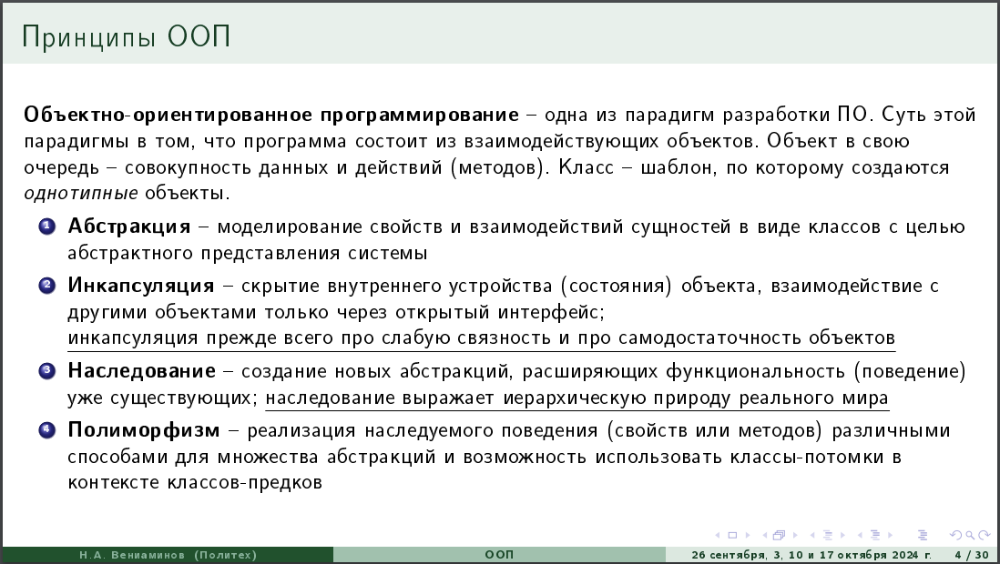 Принципы ООП
Объектно-ориентированное программирование – одна из парадигм разработки ПО. Суть этой
парадигмы в том, что программа состоит из взаимодействующих объектов. Объект в свою
очередь – совокупность данных и действий (методов). Класс – шаблон, по которому создаются
однотипные объекты.
1 Абстракция – моделирование свойств и взаимодействий сущностей в виде классов с целью
абстрактного представления системы
2 Инкапсуляция – скрытие внутреннего устройства (состояния) объекта, взаимодействие с
другими объектами только через открытый интерфейс;
инкапсуляция прежде всего про слабую связность и про самодостаточность объектов
3 Наследование – создание новых абстракций, расширяющих функциональность (поведение)
уже существующих; наследование выражает иерархическую природу реального мира
4 Полиморфизм – реализация наследуемого поведения (свойств или методов) различными
способами для множества абстракций и возможность использовать классы-потомки в
контексте классов-предков
Н.А. Вениаминов (Политех) ООП 26 сентября, 3, 10 и 17 октября 2024 г. 4 / 30